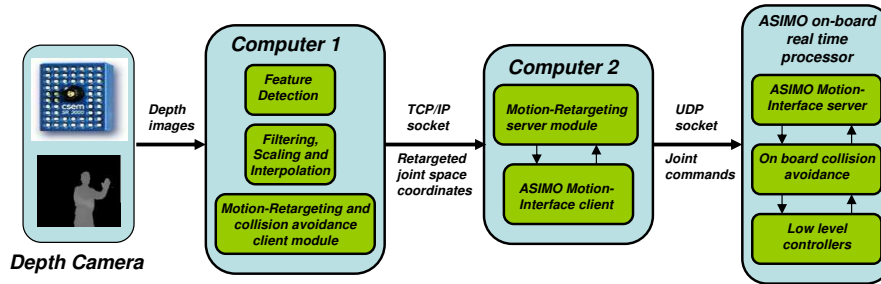 csem
SR 3000
Depth Camera
Depth
images
Computer 1
Feature
Detection
Filtering,
Scaling and
Interpolation
Motion-Retargeting and
collision avoidance
client module
TCP/IP
socket
Retargeted
joint space
coordinates
Computer 2
Motion-Retargeting
server module
ASIMO Motion-
Interface client
UDP
socket
Joint
commands
ASIMO on-board
real time
processor
ASIMO Motion-
Interface server
On board collision
avoidance
Low level
controllers